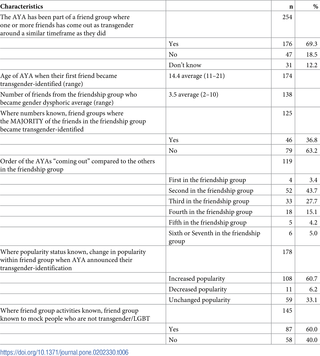 Characteristics n %
The AYA has been part of a friend group where 254
one or more friends has come out as transgender
around a similar timeframe as they did
Yes 176 69.3
No 47 18.5
Don't know 31 12.2
Age of AYA when their first friend became 14.4 average (11–21) 174
transgender-identified (range)
Number of friends from the friendship group who 3.5 average (2–10) 138
became gender dysphoric average (range)
Where numbers known, friend groups where 125
the MAJORITY of the friends in the friendship group
became transgender-identified
Yes 46 36.8
No 79 63.2
Order of the AYAs "coming out" compared to the others 119
in the friendship group
First in the friendship group 4 3.4
Second in the friendship group 52 43.7
Third in the friendship group 33 27.7
Fourth in the friendship group 18 15.1
Fifth in the friendship group 5 4.2
Sixth or Seventh in the friendship 6 5.0
group
Where popularity status known, change in popularity 178
within friend group when AYA announced their
transgender-identification
Increased popularity 108 60.7
Decreased popularity 11 6.2
Unchanged popularity 59 33.1
Where friend group activities known, friend group 145
known to mock people who are not transgender/LGBT
Yes 87 60.0
No 58 40.0
https://doi.org/10.1371/journal.pone.0202330.t006